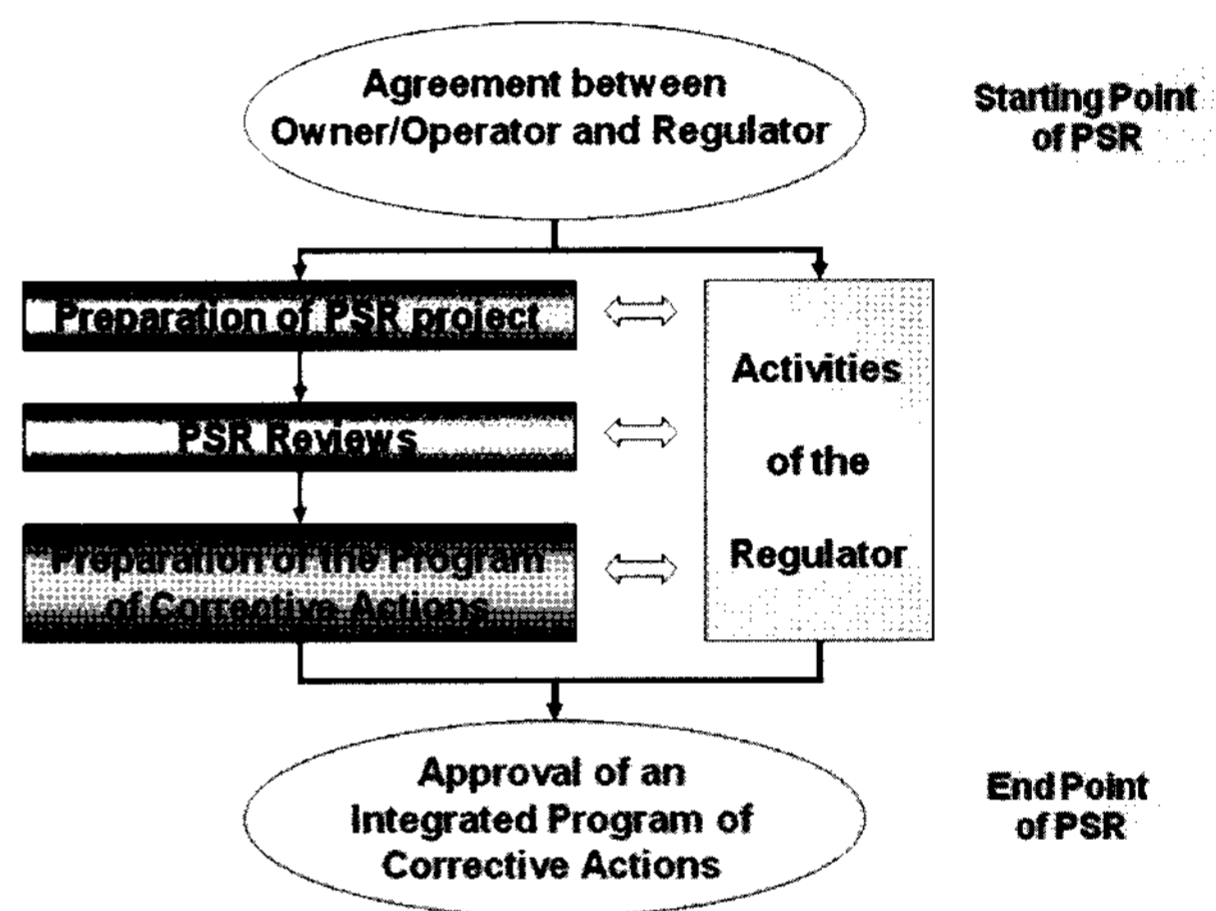 Agreement between
Owner/Operator and Regulator
Starting Point
of PSR
Preparation of PSR project
PSR Reviews
Preparation of the Program
of Corrective Actions
Activities
of the
Regulator
Approval of an
Integrated Program of
Corrective Actions
End Point
of PSR